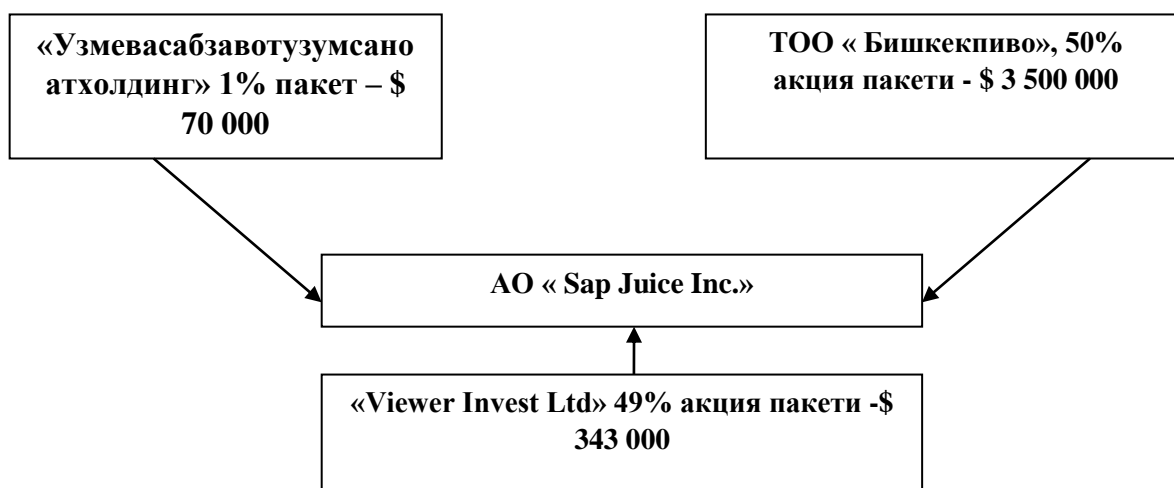 «Узмевасабзавотузумсано
атхолдинг» 1% пакет – $
70 000
ТОО « Бишкекпиво», 50%
акция пакети - $ 3 500 000
АО « Sap Juice Inc.»
«Viewer Invest Ltd» 49% акция пакети -$
343 000